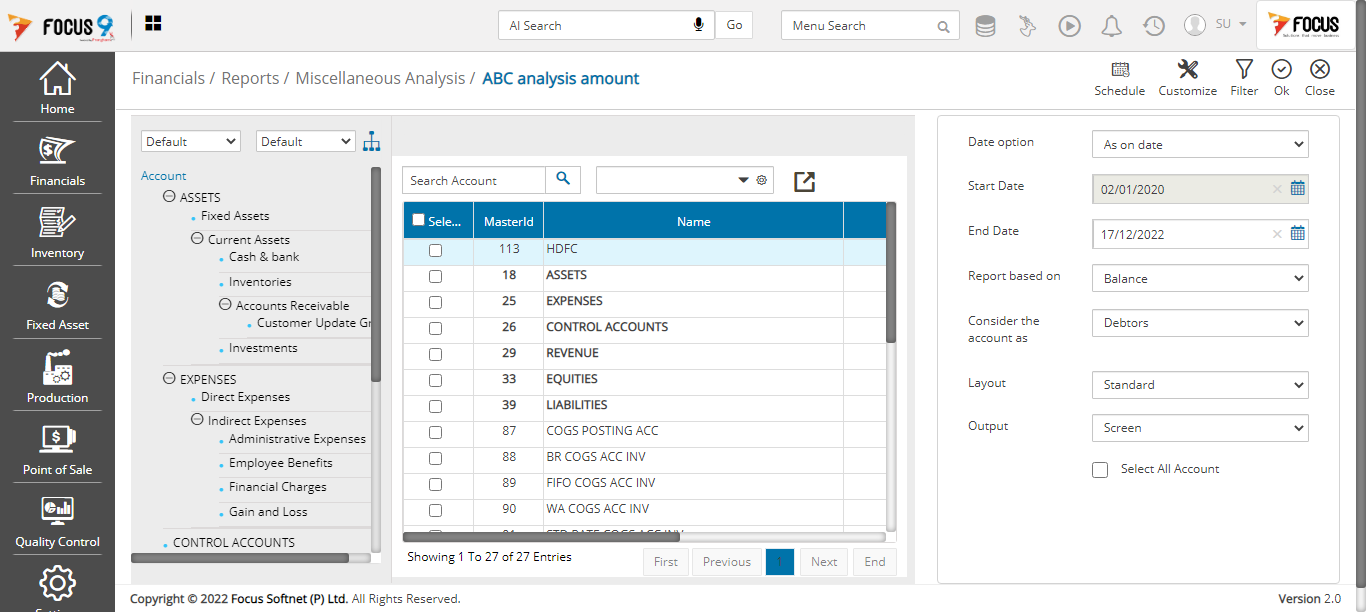 FOCUS 9
AI Search
Go
Menu Search
SU
FOCUS
Home
Financials
Inventory
Fixed Asset
Production
Point of Sale
Quality Control
Financials / Reports / Miscellaneous Analysis / ABC analysis amount
Schedule
Customize
Filter
Ok
Close
Default
Default
Account
ASSETS
Fixed Assets
Current Assets
Cash & bank
Inventories
Accounts Receivable
Customer Update Gr
Investments
EXPENSES
Direct Expenses
Indirect Expenses
Administrative Expenses
Employee Benefits
Financial Charges
Gain and Loss
CONTROL ACCOUNTS
Search Account
Sele... MasterId Name
113 HDFC
18 ASSETS
25 EXPENSES
26 CONTROL ACCOUNTS
29 REVENUE
33 EQUITIES
39 LIABILITIES
87 COGS POSTING ACC
88 BR COGS ACC INV
89 FIFO COGS ACC INV
90 WA COGS ACC INV
Showing 1 To 27 of 27 Entries
First
Previous
1
Next
End
Date option As on date
Start Date 02/01/2020
End Date 17/12/2022
Report based on Balance
Consider the
account as Debtors
Layout Standard
Output Screen
Select All Account
Copyright © 2022 Focus Softnet (P) Ltd. All Rights Reserved.
Version 2.0